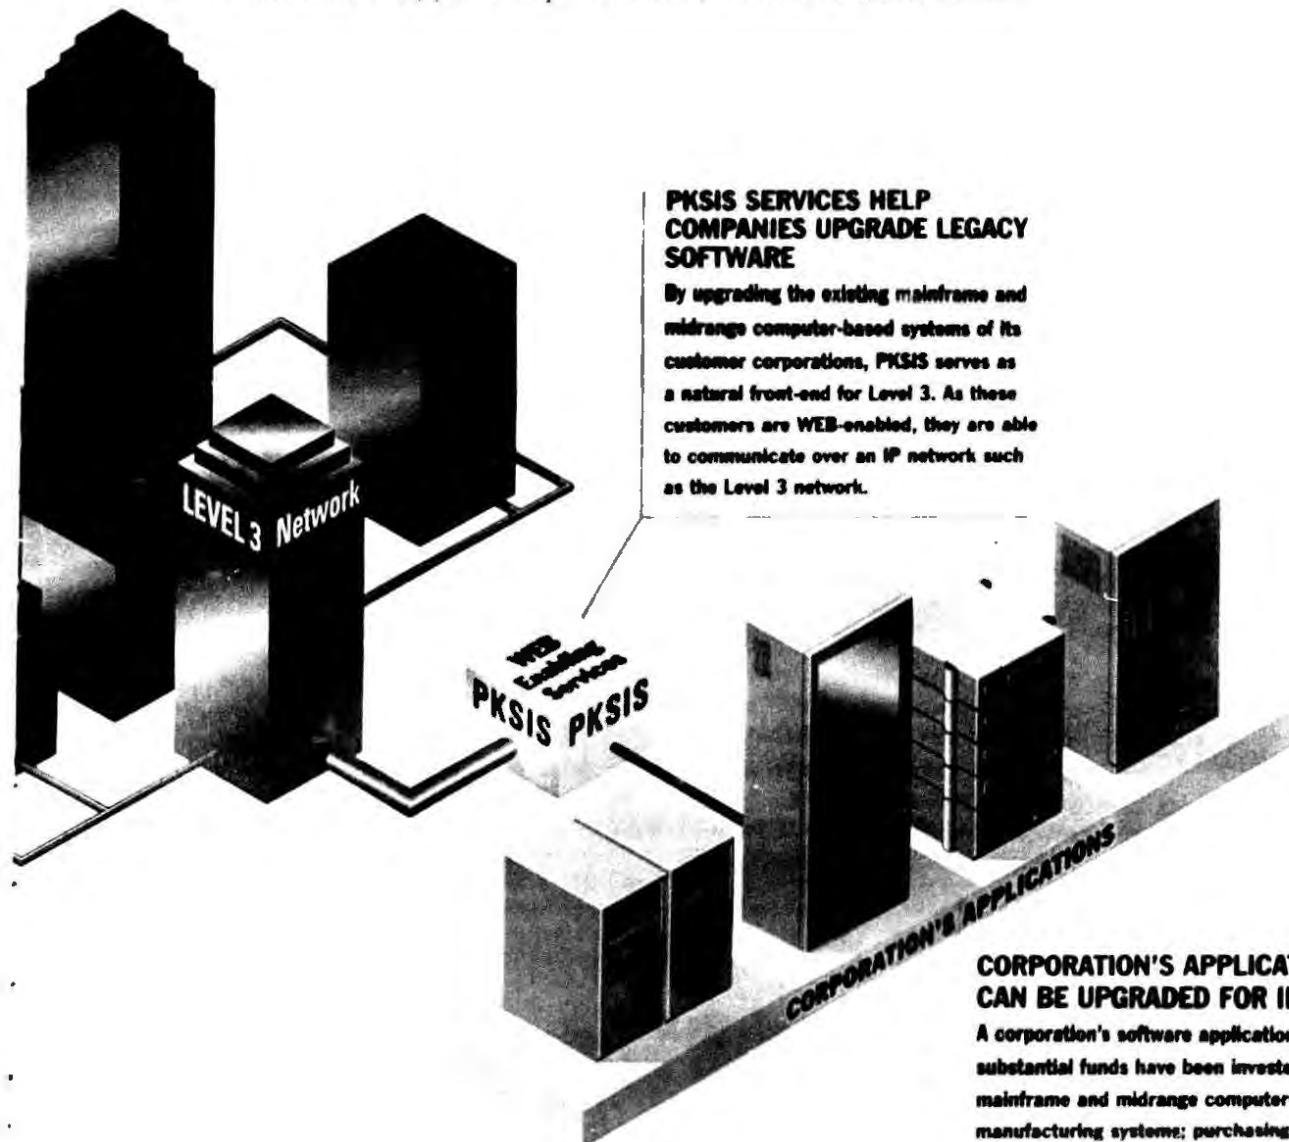 PKSIS SERVICES HELP
COMPANIES UPGRADE LEGACY
SOFTWARE
By upgrading the existing mainframe and
midrange computer-based systems of its
customer corporations, PKSIS serves as
a natural front-end for Level 3. As these
customers are WEB-enabled, they are able
to communicate over an IP network such
as the Level 3 network.
LEVEL 3 Network
WEB
Enabling
Services
PKSIS PKSIS
CORPORATION'S APPLICATIONS
CORPORATION'S APPLICAT
CAN BE UPGRADED FOR
A corporation's software application
substantial funds have been investe
mainframe and midrange computer
manufacturing systems; purchasing